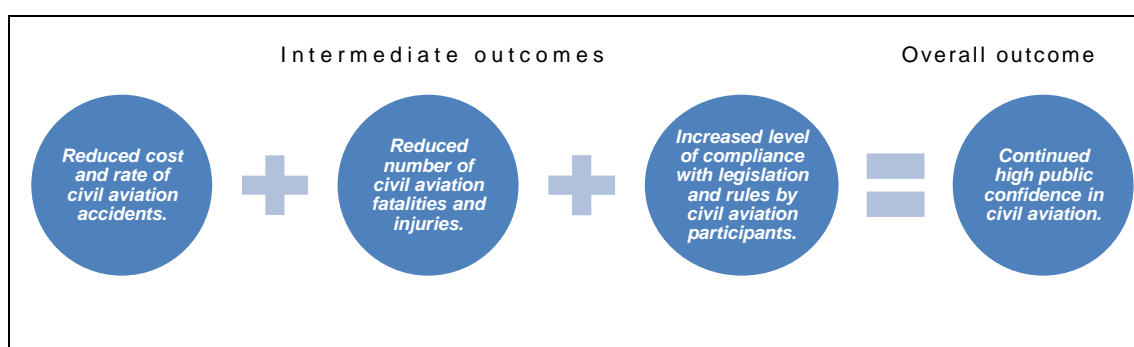 Intermediate outcomes
Overall outcome
Reduced cost
and rate of
civil aviation
accidents.
Reduced
number of
civil aviation
fatalities and
injuries.
Increased level
of compliance
with legislation
and rules by
civil aviation
participants.
Continued
high public
confidence in
civil aviation.